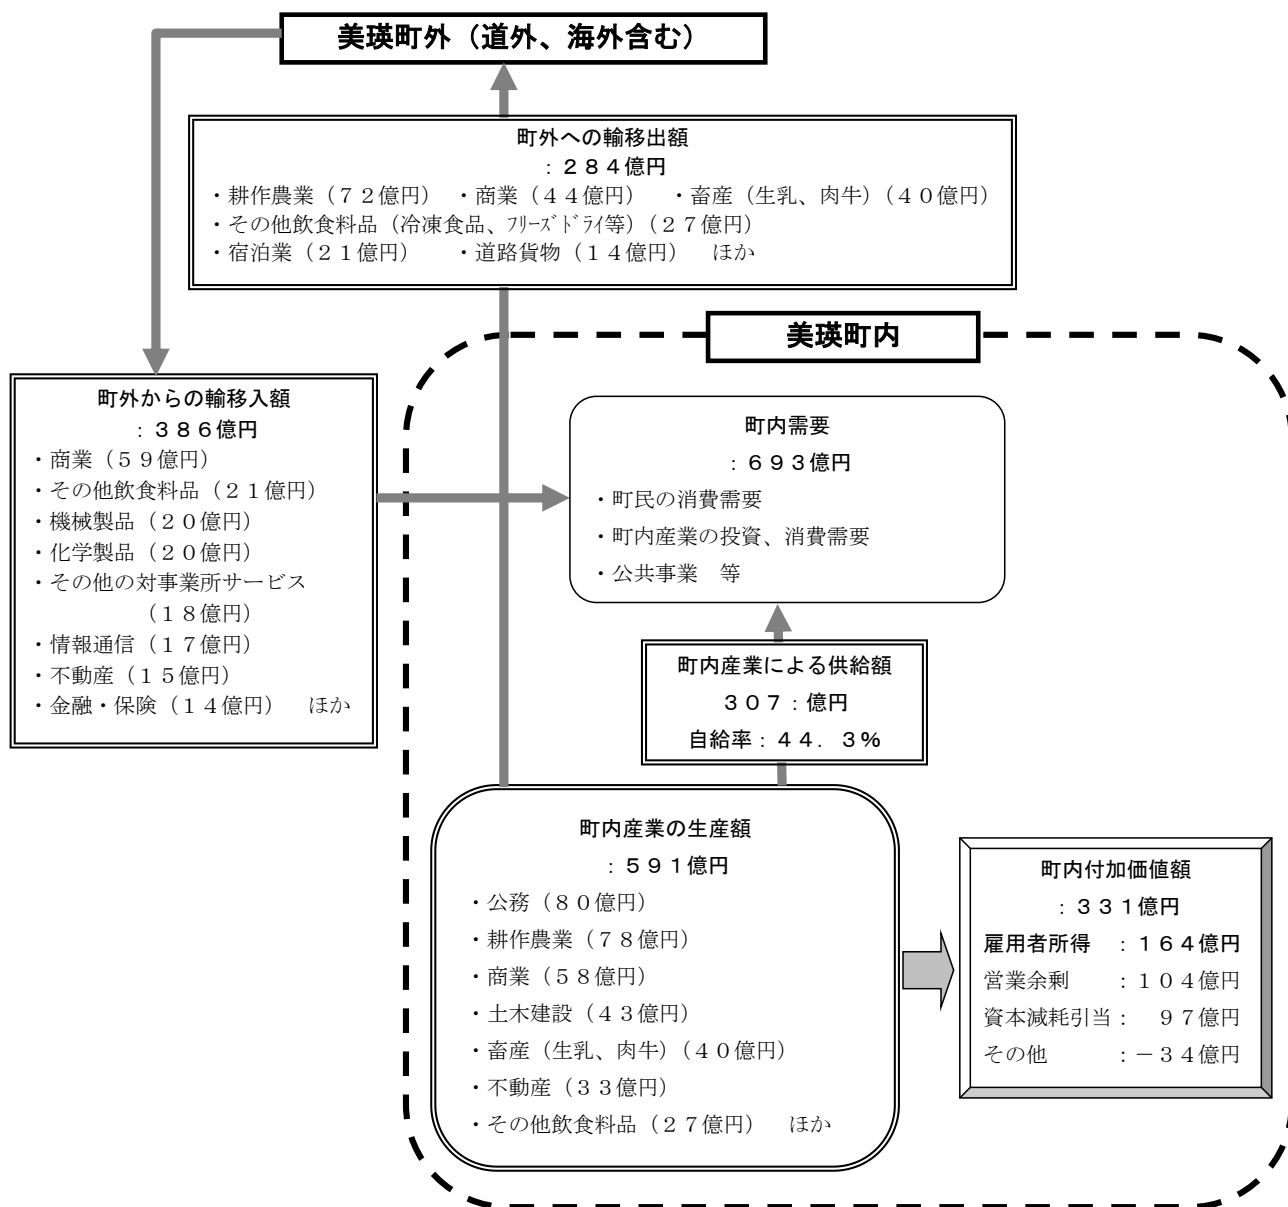 美瑛町外（道外、海外含む）
町外への輸移出額
：２８４億円
・耕作農業（７２億円）　・商業（４４億円）　・畜産（生乳、肉牛）（４０億円）
・その他飲食料品（冷凍食品、ﾌﾘｰｽﾞﾄﾞﾗｲ等）（２７億円）
・宿泊業（２１億円）　・道路貨物（１４億円）　ほか
美瑛町内
町外からの輸移入額
：３８６億円
・商業（５９億円）
・その他飲食料品（２１億円）
・機械製品（２０億円）
・化学製品（２０億円）
・その他の対事業所サービス
（１８億円）
・情報通信（１７億円）
・不動産（１５億円）
・金融・保険（１４億円）　ほか
町内需要
：６９３億円
・町民の消費需要
・町内産業の投資、消費需要
・公共事業　等
町内産業による供給額
３０７：億円
自給率：４４．３％
町内産業の生産額
：５９１億円
・公務（８０億円）
・耕作農業（７８億円）
・商業（５８億円）
・土木建設（４３億円）
・畜産（生乳、肉牛）（４０億円）
・不動産（３３億円）
・その他飲食料品（２７億円）　ほか
町内付加価値額
：３３１億円
雇用者所得　：１６４億円
営業余剰　：１０４億円
資本減耗引当：　９７億円
その他　：－３４億円